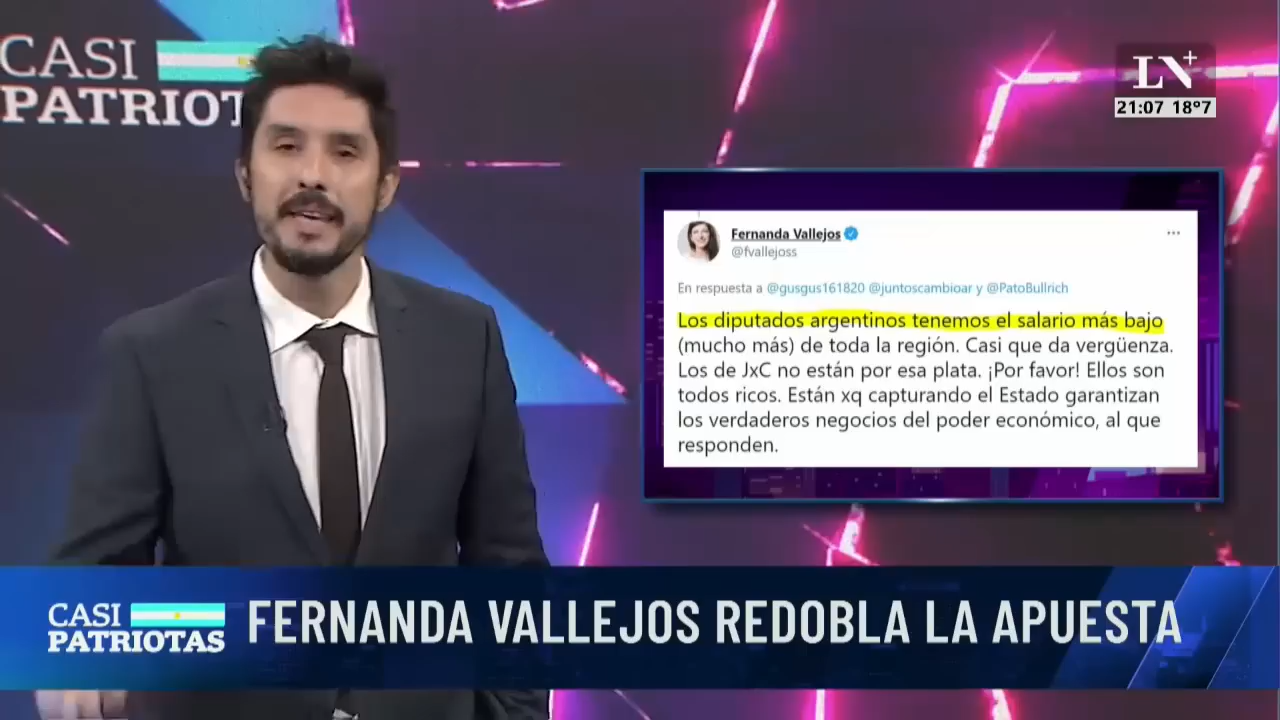 CASI
PATRIOT
LN+
21:07 18°7
Fernanda Vallejos
@fvallejoss
En respuesta a @gusgus161820 @juntoscambioar y @PatoBullrich
Los diputados argentinos tenemos el salario más bajo
(mucho más) de toda la región. Casi que da vergüenza.
Los de JxC no están por esa plata. ¡Por favor! Ellos son
todos ricos. Están xq capturando el Estado garantizan
los verdaderos negocios del poder económico, al que
responden.
CASI
PATRIOTAS
FERNANDA VALLEJOS REDOBLA LA APUESTA